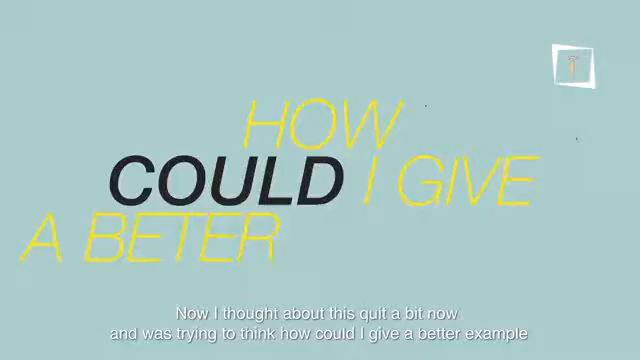 HOW
COULD I GIVE
A BETER
Now I thought about this quit a bit now
and was trying to think how could I give a better example